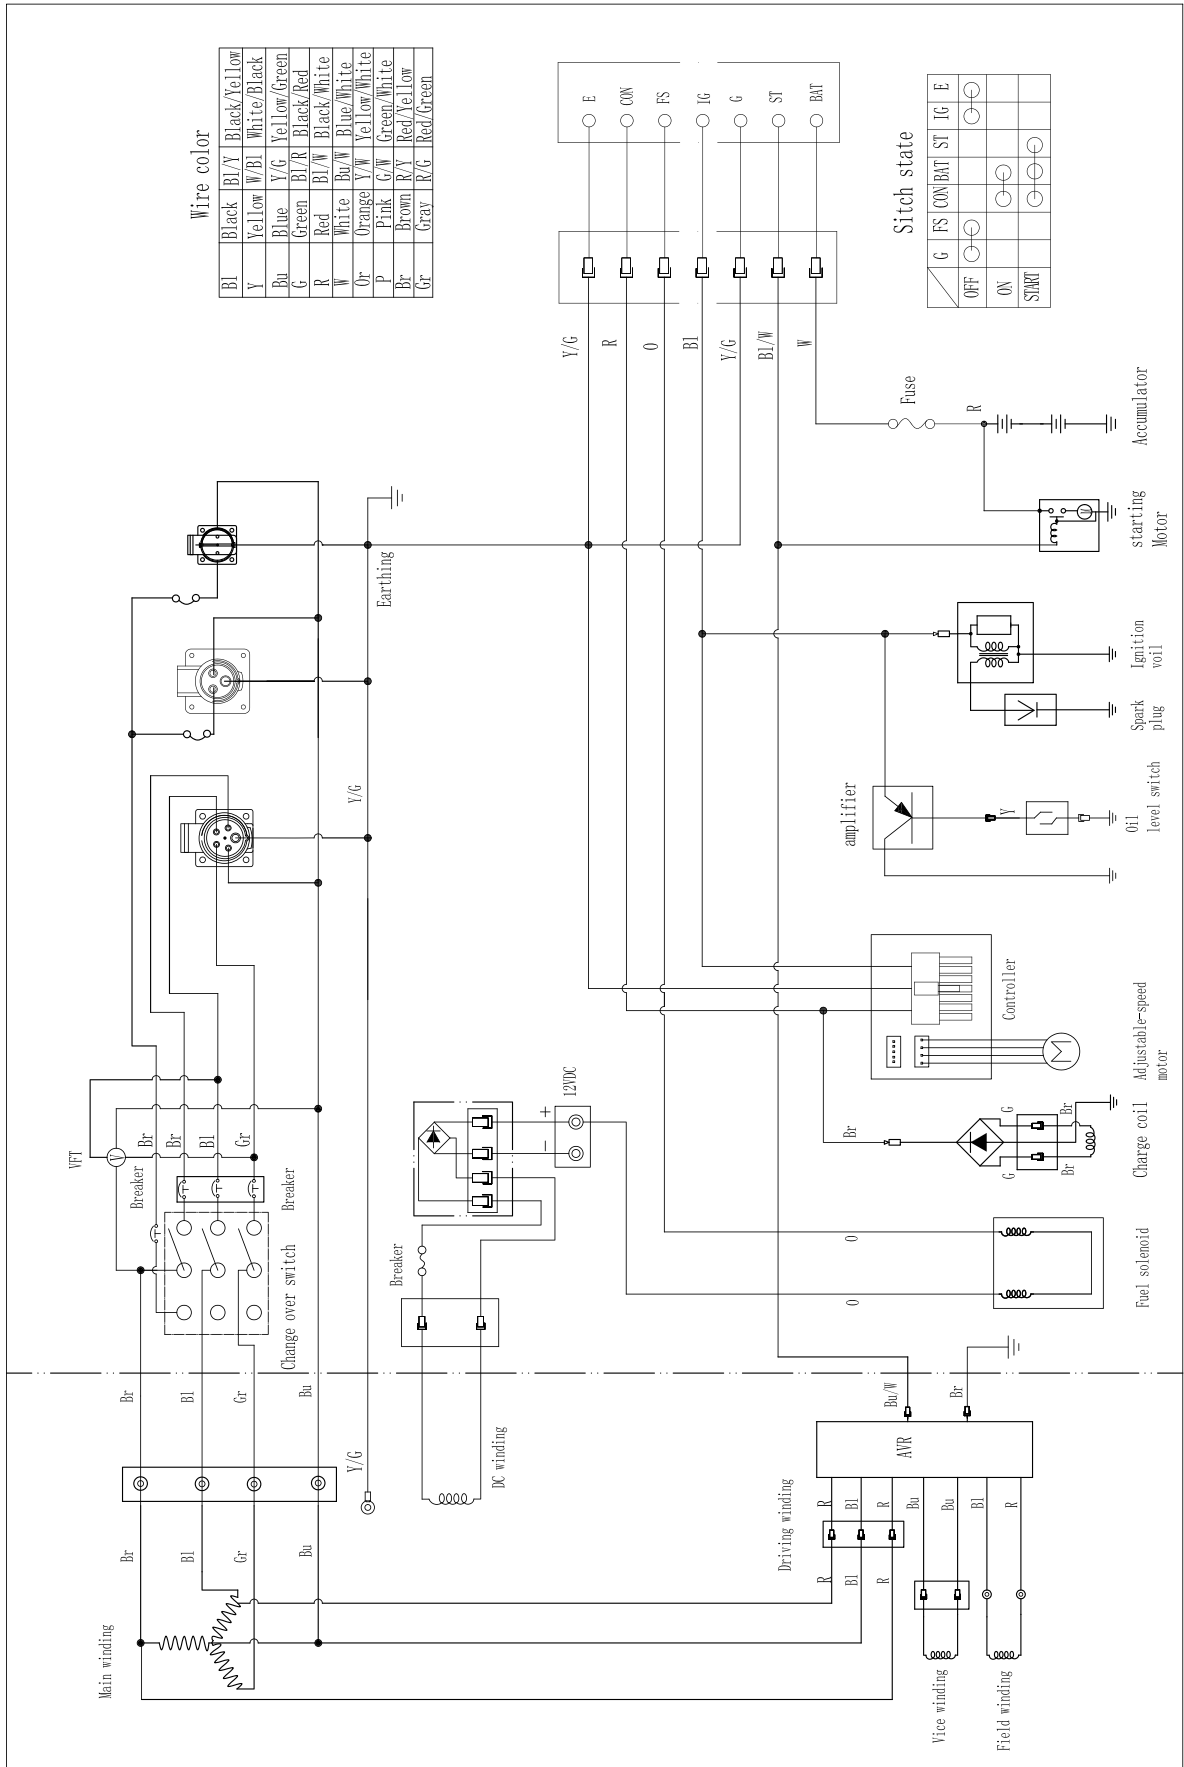 Wire color
Bl Black Bl/Y Black/Yellow
Y Yellow W/Bl White/Black
Bu Blue Y/G Yellow/Green
G Green Bl/R Black/Red
R Red Bl/W Black/White
W White Bu/W Blue/White
Or Orange Y/W Yellow/White
P Pink G/W Green/White
Br Brown R/Y Red/Yellow
Gr Gray R/G Red/Green
E
CON
FS
IG
G
ST
BAT
Sitch state
G FS CON BAT ST IG E
OFF
ON
START
Y/G
R
O
Bl
Y/G
Bl/W
W
Fuse
R
Accumulator
starting
Motor
Ignition
voil
Spark
plug
Oil
level switch
Y
amplifier
Earthing
Y/G
Controller
Adjustable-speed
motor
Charge coil
G
G
Br
Br
Br
12VDC
+
−
Fuel solenoid
O
O
VFT
V
Br
Br
Bl
Gr
Breaker
Breaker
Breaker
Change over switch
Br
Bl
Gr
Bu
Y/G
DC winding
Br
Bl
Gr
Bu
Main winding
Bu/W
Br
AVR
Driving winding
R
Bl
R
Bu
Bu
Bl
R
R
Bl
R
Vice winding
Field winding